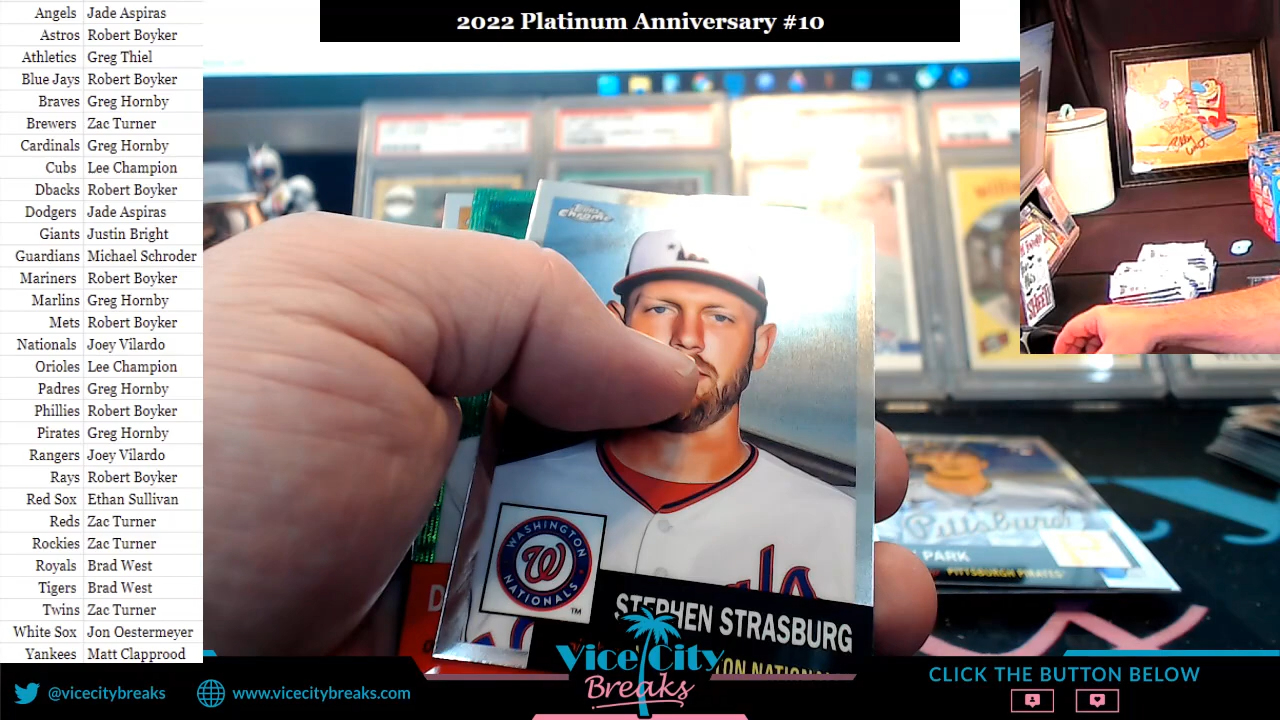 2022 Platinum Anniversary #10
Angels Jade Aspiras
Astros Robert Boyker
Athletics Greg Thiel
Blue Jays Robert Boyker
Braves Greg Hornby
Brewers Zac Turner
Cardinals Greg Hornby
Cubs Lee Champion
Dbacks Robert Boyker
Dodgers Jade Aspiras
Giants Justin Bright
Guardians Michael Schroder
Mariners Robert Boyker
Marlins Greg Hornby
Mets Robert Boyker
Nationals Joey Vilardo
Orioles Lee Champion
Padres Greg Hornby
Phillies Robert Boyker
Pirates Greg Hornby
Rangers Joey Vilardo
Rays Robert Boyker
Red Sox Ethan Sullivan
Reds Zac Turner
Rockies Zac Turner
Royals Brad West
Tigers Brad West
Twins Zac Turner
White Sox Jon Oestermeyer
Yankees Matt Clapprood
Topps Chrome
WASHINGTON
W
NATIONALS
TM
STEPHEN STRASBURG
Pittsburgh
PARK
PITTSBURGH PIRATES
Vice City
Breaks
@vicecitybreaks
www.vicecitybreaks.com
CLICK THE BUTTON BELOW